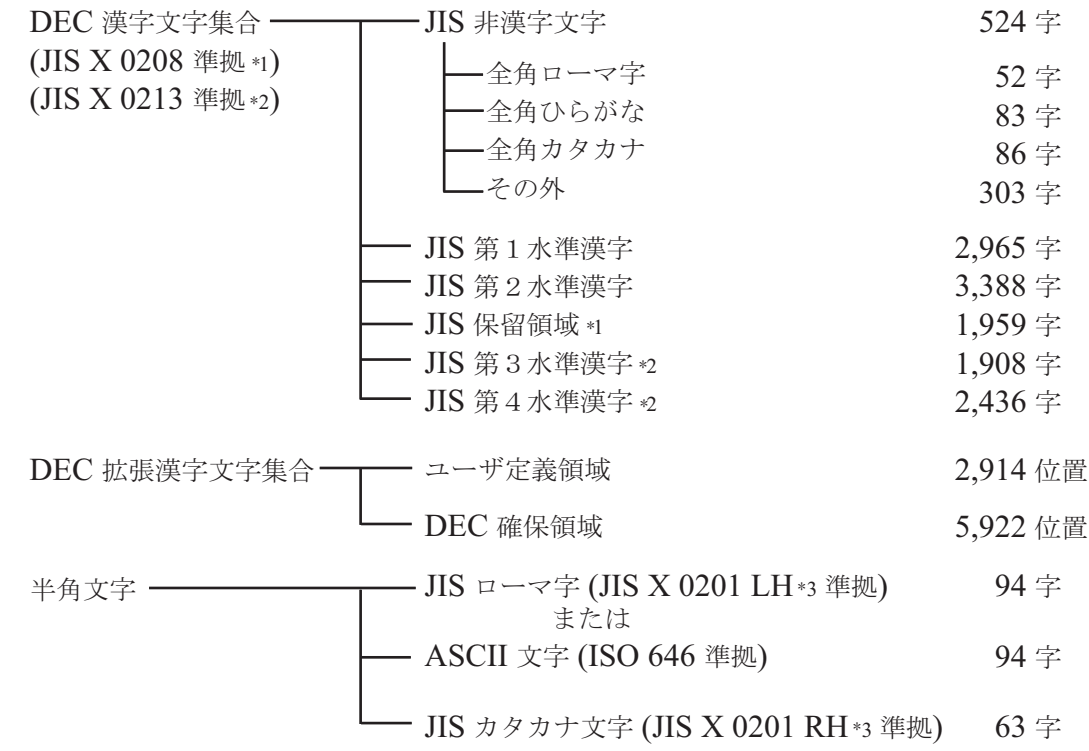 DEC 漢字文字集合 JIS 非漢字文字 524 字
(JIS X 0208 準拠 *1)
全角ローマ字 52 字
(JIS X 0213 準拠 *2)
全角ひらがな 83 字
全角カタカナ 86 字
その外 303 字
JIS 第１水準漢字 2,965 字
JIS 第２水準漢字 3,388 字
JIS 保留領域 *1 1,959 字
JIS 第３水準漢字 *2 1,908 字
JIS 第４水準漢字 *2 2,436 字
DEC 拡張漢字文字集合 ユーザ定義領域 2,914 位置
DEC 確保領域 5,922 位置
半角文字 JIS ローマ字 (JIS X 0201 LH *3 準拠) 94 字
または
ASCII 文字 (ISO 646 準拠) 94 字
JIS カタカナ文字 (JIS X 0201 RH *3 準拠) 63 字